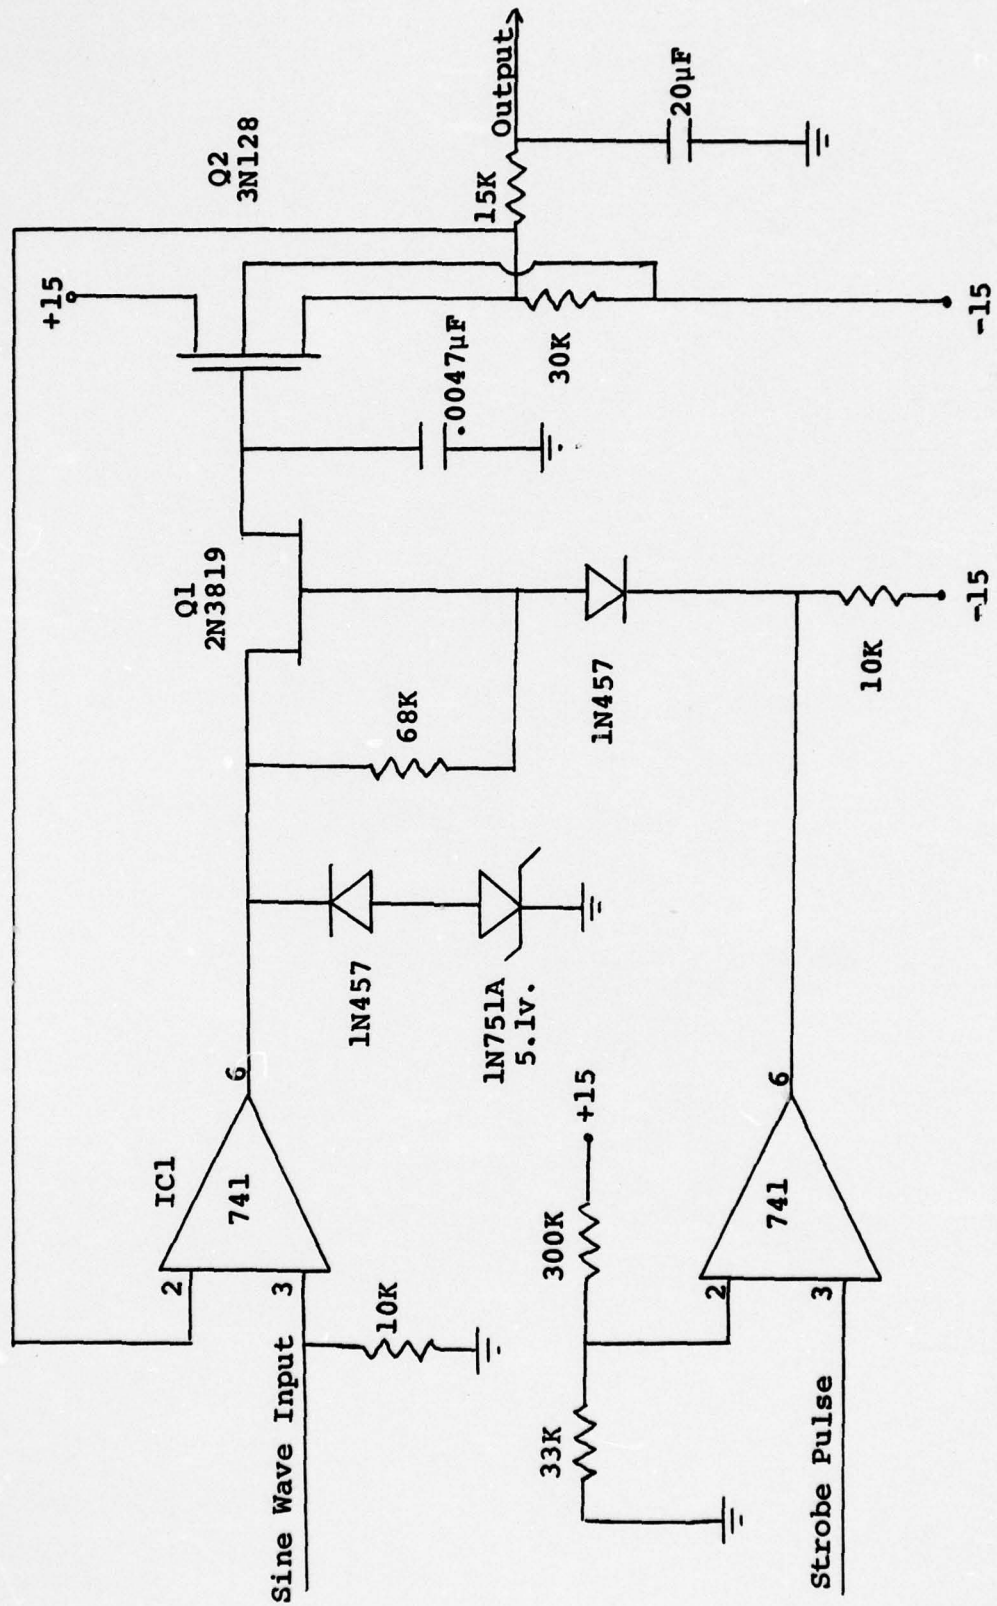 Sine Wave Input
10K
2
3
IC1
741
6
1N457
1N751A
5.1v.
68K
Q1
2N3819
.0047µF
Q2
3N128
+15
30K
15K
Output
20µF
-15
Strobe Pulse
33K
300K
+15
2
3
741
6
1N457
10K
-15